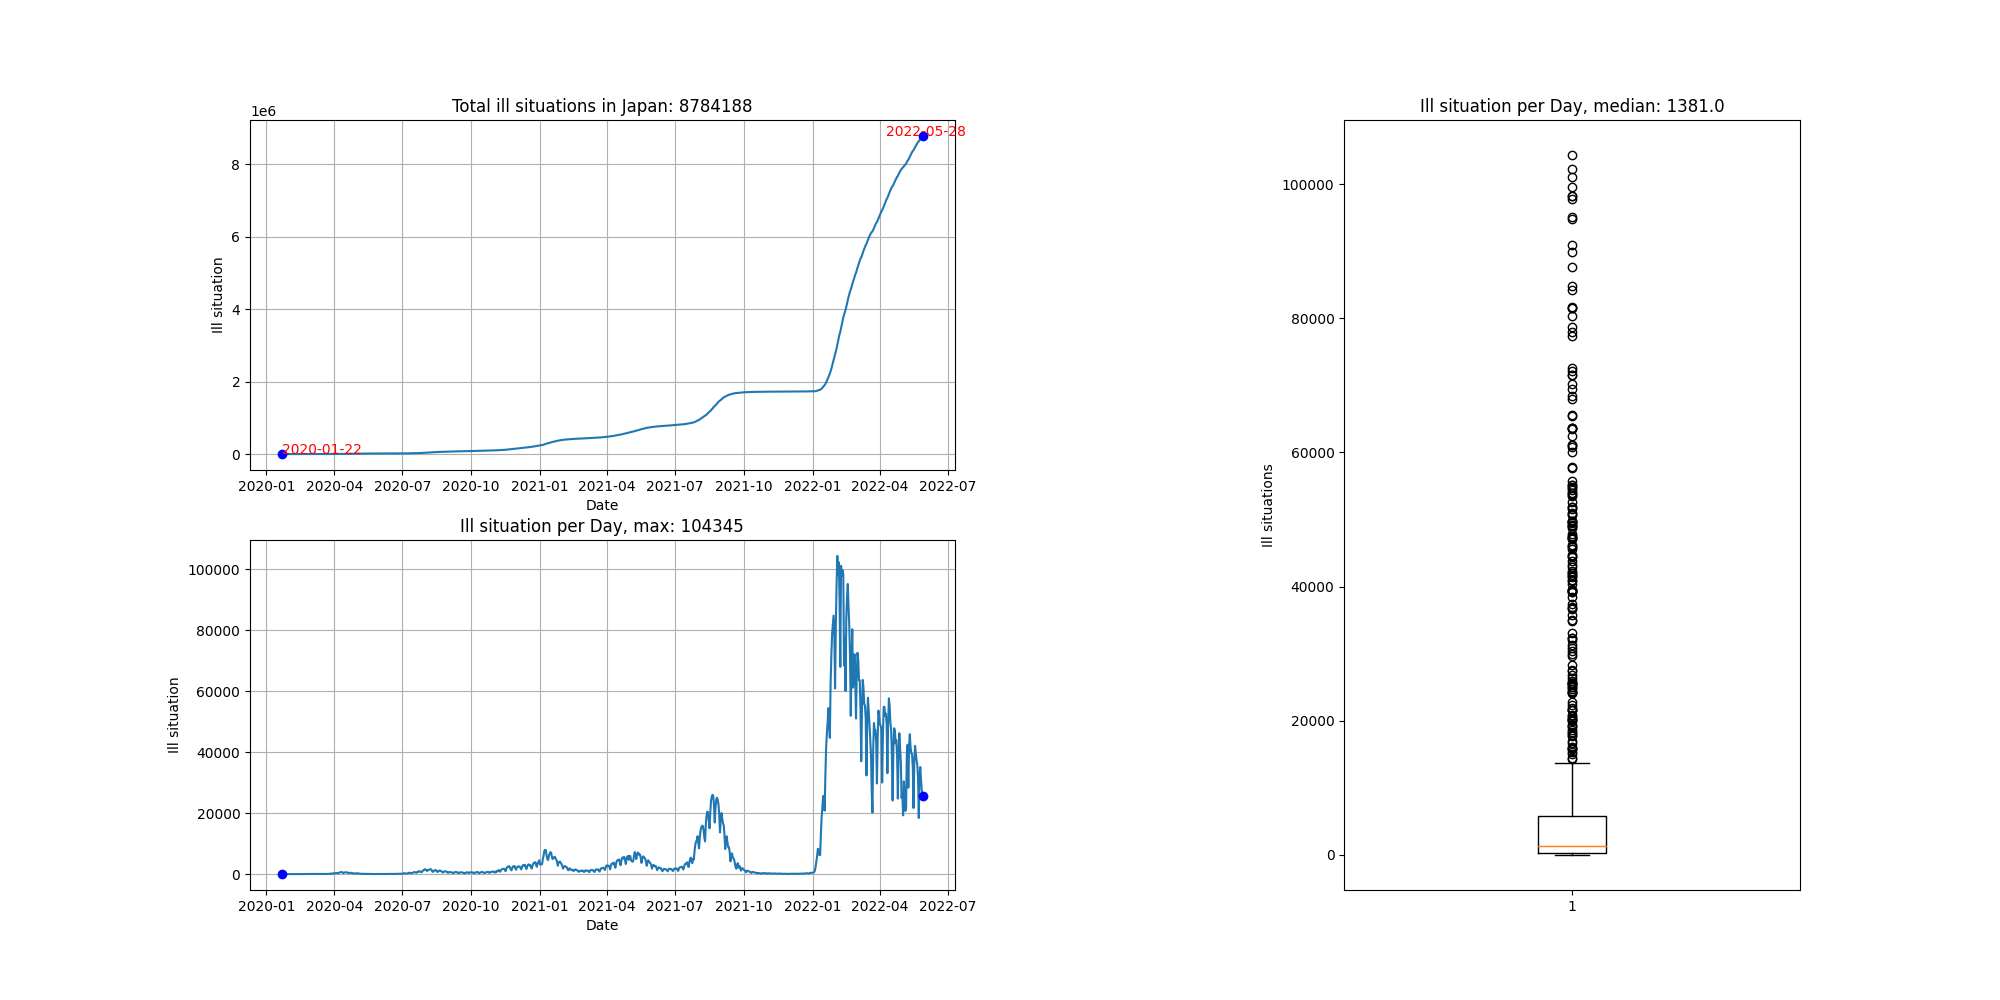 Total ill situations in Japan: 8784188
1e6
8
6
4
2
0
Ill situation
2020-01-22
2022-05-28
2020-01 2020-04 2020-07 2020-10 2021-01 2021-04 2021-07 2021-10 2022-01 2022-04 2022-07
Date
Ill situation per Day, max: 104345
100000
80000
60000
40000
20000
0
Ill situation
2020-01 2020-04 2020-07 2020-10 2021-01 2021-04 2021-07 2021-10 2022-01 2022-04 2022-07
Date
Ill situation per Day, median: 1381.0
100000
80000
60000
40000
20000
0
Ill situations
1